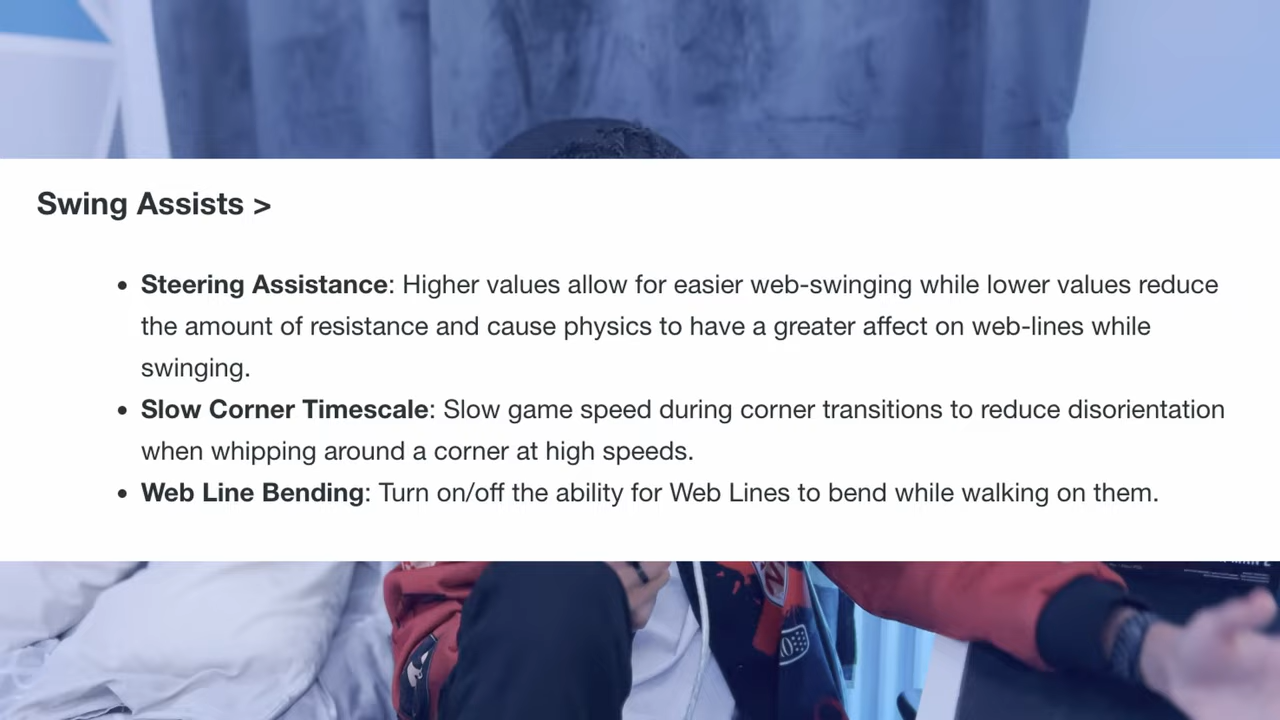 Swing Assists >
• Steering Assistance: Higher values allow for easier web-swinging while lower values reduce
the amount of resistance and cause physics to have a greater affect on web-lines while
swinging.
• Slow Corner Timescale: Slow game speed during corner transitions to reduce disorientation
when whipping around a corner at high speeds.
• Web Line Bending: Turn on/off the ability for Web Lines to bend while walking on them.